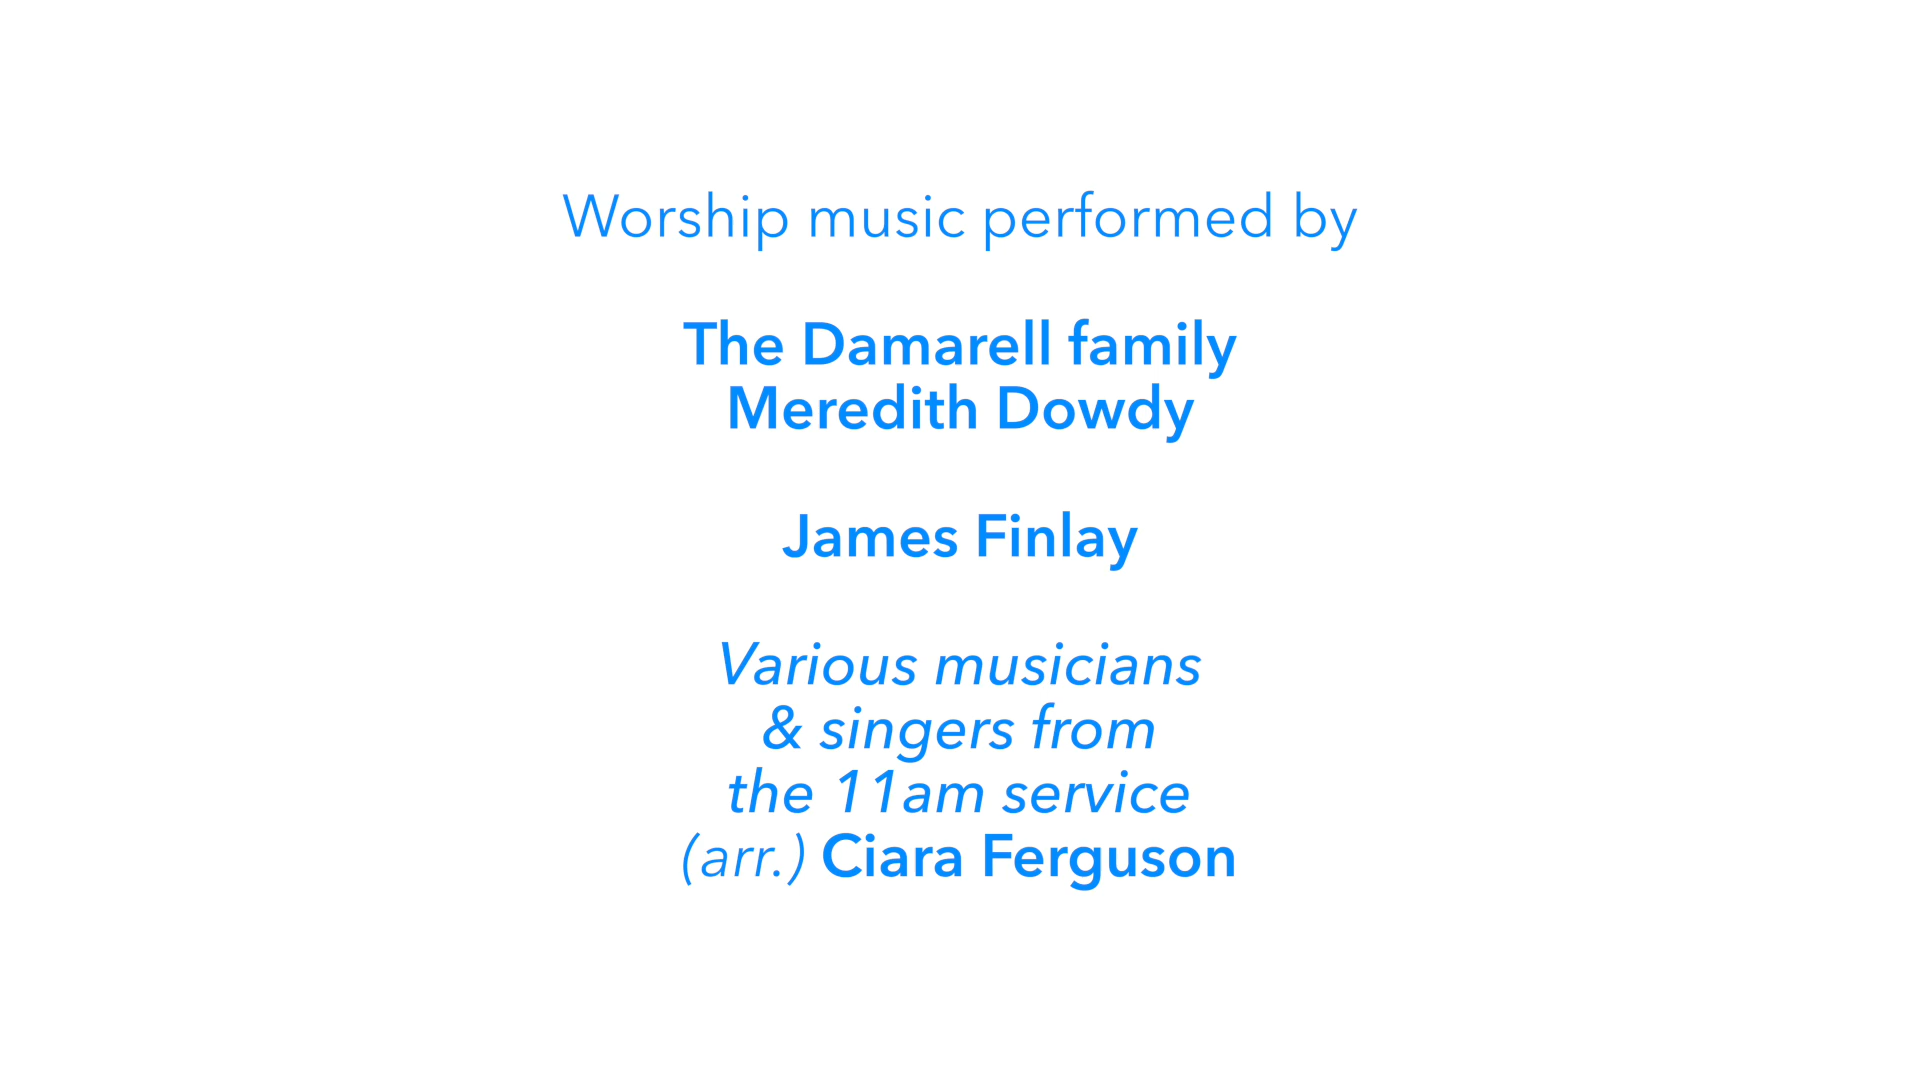 Worship music performed by
The Damarell family
Meredith Dowdy
James Finlay
Various musicians
& singers from
the 11am service
(arr.) Ciara Ferguson